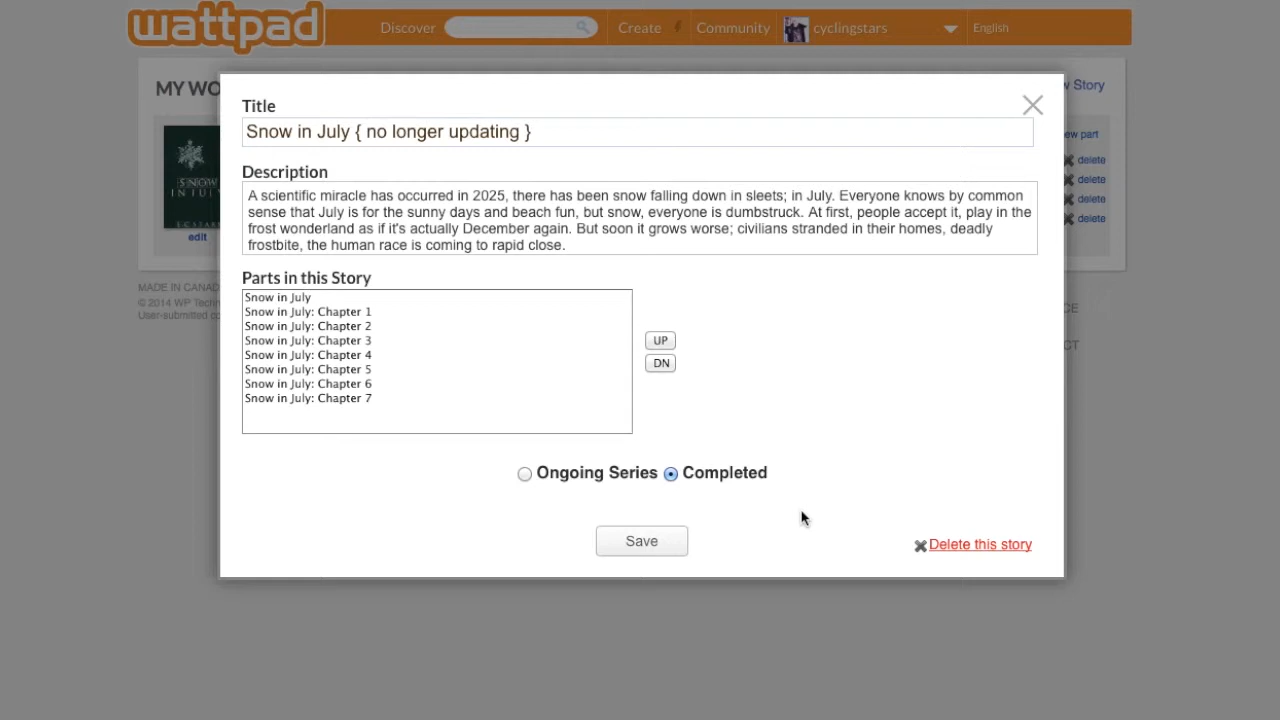 wattpad
Discover
Create
Community
cyclingstars
English
MY WO
w Story
Title
Snow in July { no longer updating }
ew part
delete
delete
delete
delete
SNOW
IN JULY
edit
Description
A scientific miracle has occurred in 2025, there has been snow falling down in sleets; in July. Everyone knows by common
sense that July is for the sunny days and beach fun, but snow, everyone is dumbstruck. At first, people accept it, play in the
frost wonderland as if it's actually December again. But soon it grows worse; civilians stranded in their homes, deadly
frostbite, the human race is coming to rapid close.
Parts in this Story
Snow in July
Snow in July: Chapter 1
Snow in July: Chapter 2
Snow in July: Chapter 3
Snow in July: Chapter 4
Snow in July: Chapter 5
Snow in July: Chapter 6
Snow in July: Chapter 7
UP
DN
MADE IN CANAD
© 2014 WP Techn
User-submitted co
CE
CT
Ongoing Series
Completed
Save
Delete this story